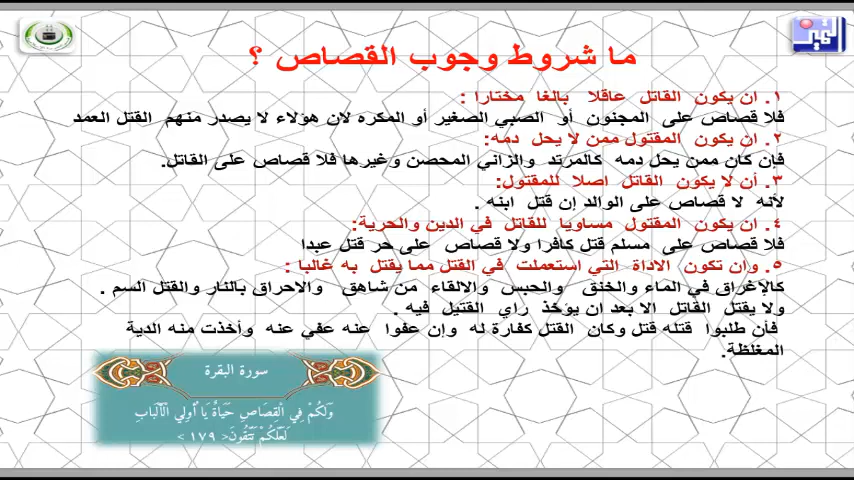 التميز
ما شروط وجوب القصاص ؟
١. ان يكون القاتل عاقلا بالغا مختارا :
فلا قصاص على المجنون أو الصبي الصغير أو المكره لان هؤلاء لا يصدر منهم القتل العمد
٢. ان يكون المقتول ممن لا يحل دمه:
فإن كان ممن يحل دمه كالمرتد والزاني المحصن وغيرها فلا قصاص على القاتل.
٣. أن لا يكون القاتل اصلا للمقتول:
لأنه لا قصاص على الوالد إن قتل ابنه .
٤. ان يكون المقتول مساويا للقاتل في الدين والحرية:
فلا قصاص على مسلم قتل كافرا ولا قصاص على حر قتل عبدا
٥. وان تكون الاداة التي استعملت في القتل مما يقتل به غالبا :
كالإغراق في الماء والخنق والحبس والالقاء من شاهق والاحراق بالنار والقتل السم .
ولا يقتل القاتل الا بعد ان يؤخذ راي القتيل فيه .
فأن طلبوا قتله قتل وكان القتل كفارة له وإن عفوا عنه عفي عنه وأخذت منه الدية
المغلظة.
سورة البقرة
وَلَكُمْ فِي الْقِصَاصِ حَيَاةٌ يَا أُولِي الْأَلْبَابِ
لَعَلَّكُمْ تَتَّقُونَ< ١٧٩ >